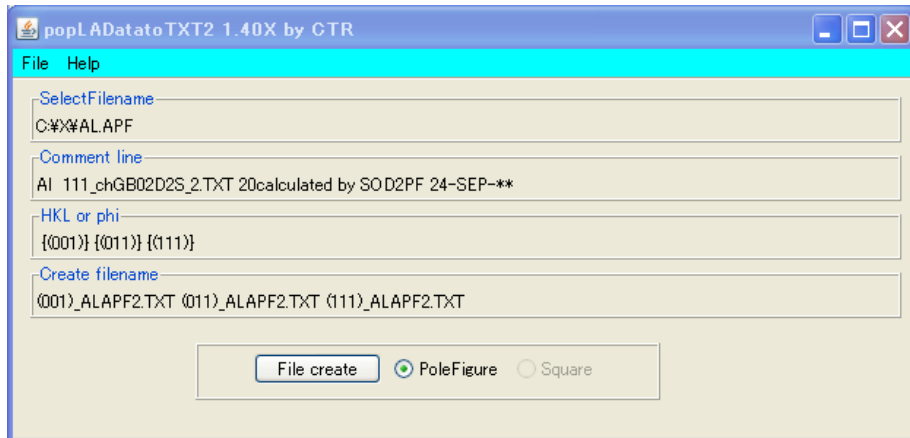 popLADatatoTXT2 1.40X by CTR
File Help
SelectFilename
C:¥X¥AL.APF
Comment line
Al 111_chGB02D2S_2.TXT 20calculated by SOD2PF 24-SEP-**
HKL or phi
{(001)} {(011)} {(111)}
Create filename
(001)_ALAPF2.TXT (011)_ALAPF2.TXT (111)_ALAPF2.TXT
File create PoleFigure Square